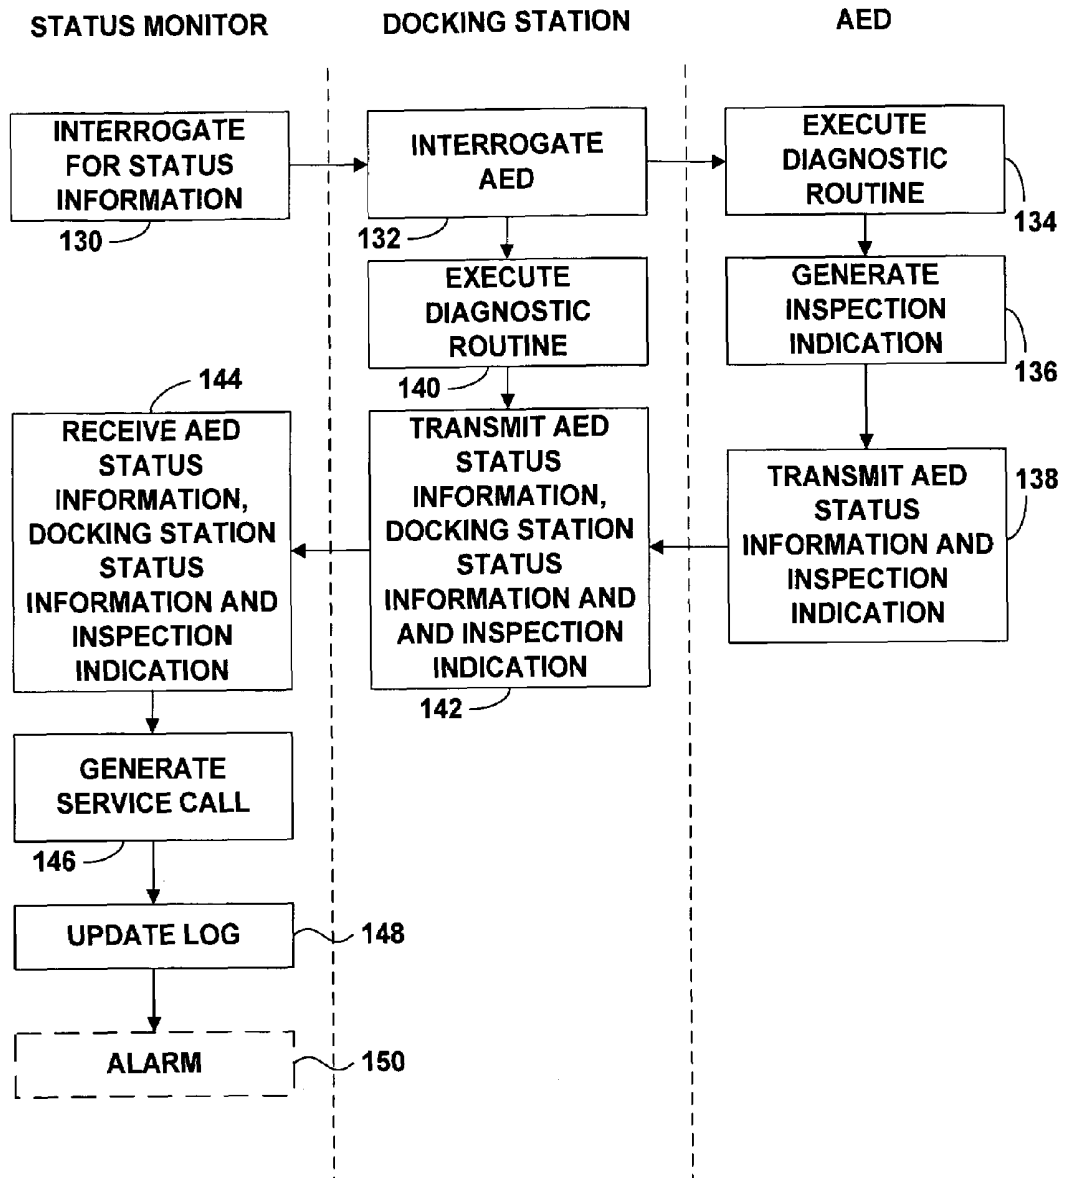 STATUS MONITOR
DOCKING STATION
AED
INTERROGATE
FOR STATUS
INFORMATION
130
INTERROGATE
AED
132
EXECUTE
DIAGNOSTIC
ROUTINE
134
EXECUTE
DIAGNOSTIC
ROUTINE
140
GENERATE
INSPECTION
INDICATION
136
144
RECEIVE AED
STATUS
INFORMATION,
DOCKING STATION
STATUS
INFORMATION AND
INSPECTION
INDICATION
TRANSMIT AED
STATUS
INFORMATION,
DOCKING STATION
STATUS
INFORMATION AND
AND INSPECTION
INDICATION
142
TRANSMIT AED
STATUS
INFORMATION AND
INSPECTION
INDICATION
138
GENERATE
SERVICE CALL
146
UPDATE LOG
148
ALARM
150